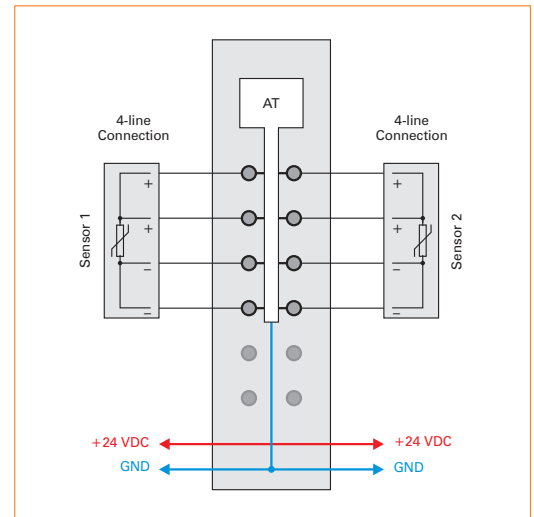 AT
4-line
Connection
4-line
Connection
Sensor 1
+
+
−
−
+
+
−
−
Sensor 2
+24 VDC
+24 VDC
GND
GND